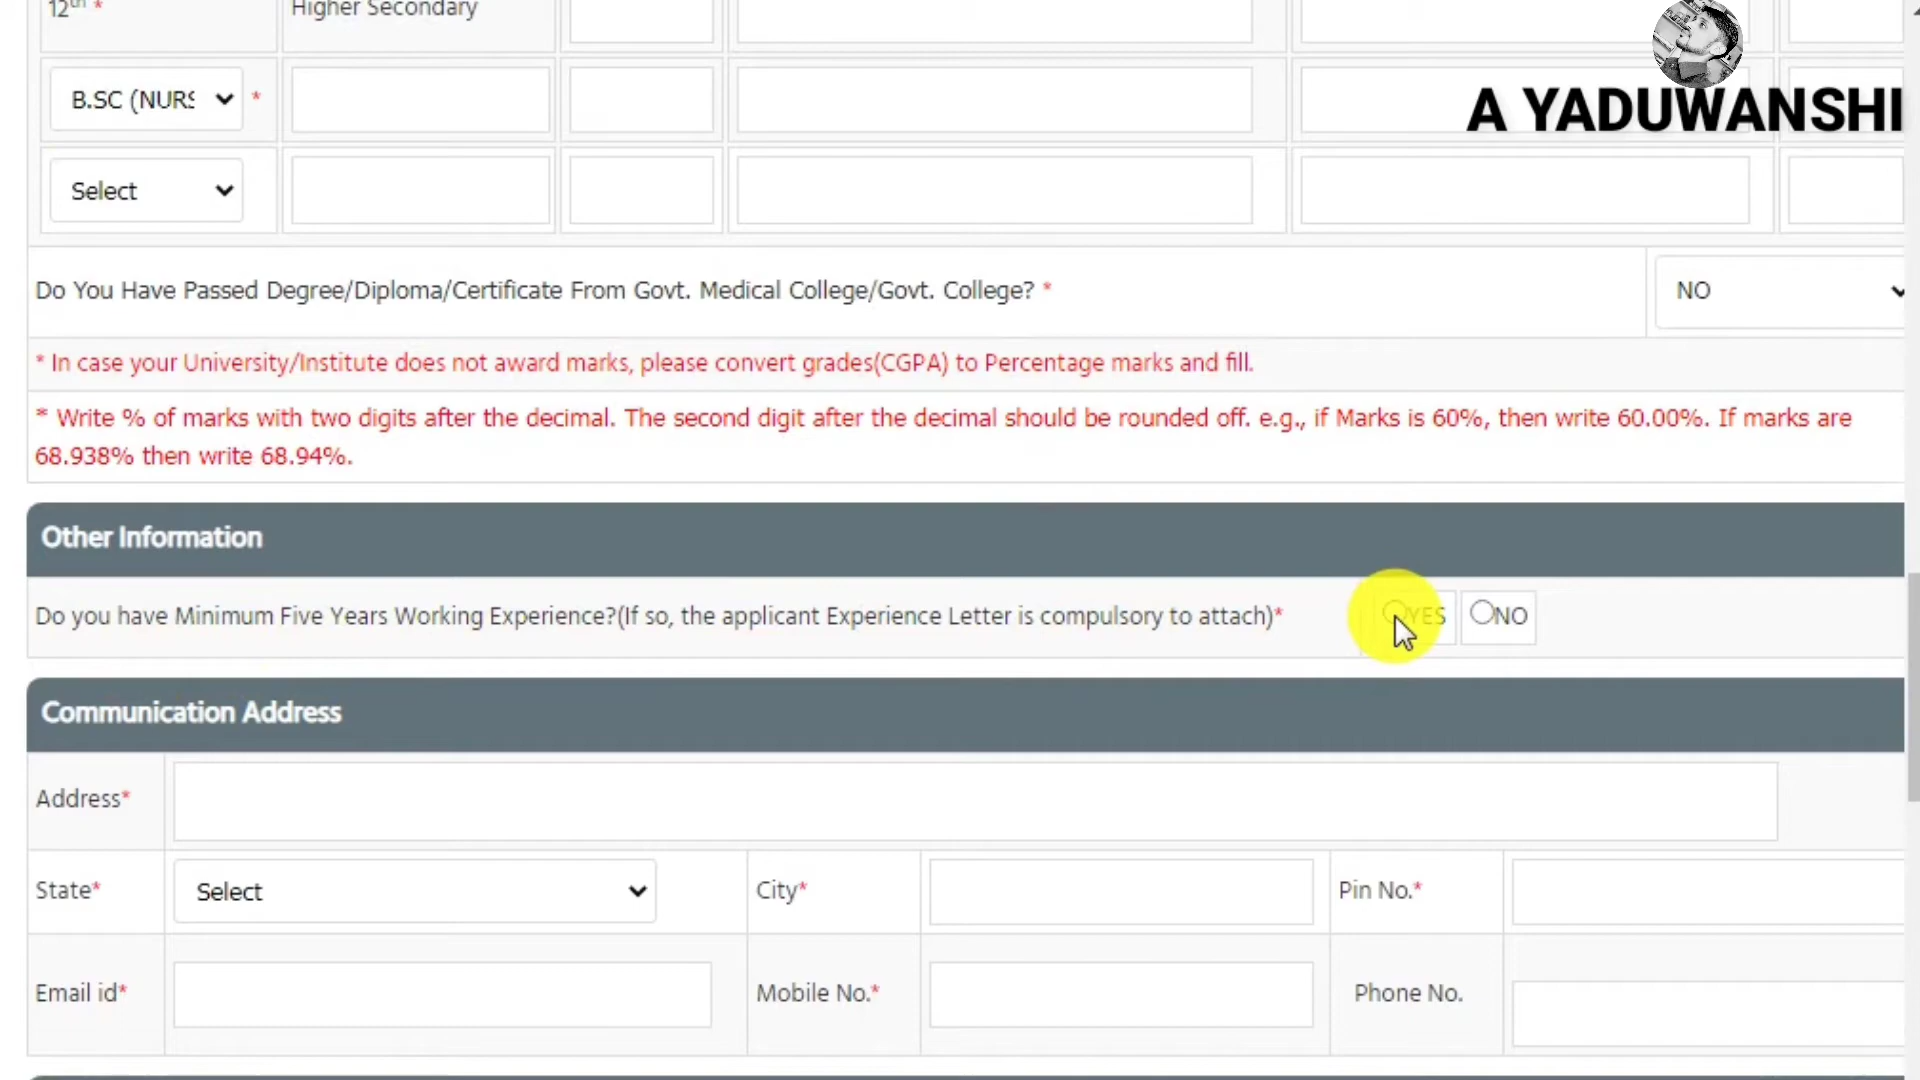 12th * Higher Secondary
A YADUWANSHI
B.SC (NURS *
Select
Do You Have Passed Degree/Diploma/Certificate From Govt. Medical College/Govt. College? * NO
* In case your University/Institute does not award marks, please convert grades(CGPA) to Percentage marks and fill.
* Write % of marks with two digits after the decimal. The second digit after the decimal should be rounded off. e.g., if Marks is 60%, then write 60.00%. If marks are
68.938% then write 68.94%.
Other Information
Do you have Minimum Five Years Working Experience?(If so, the applicant Experience Letter is compulsory to attach)* YES NO
Communication Address
Address*
State* Select City* Pin No.*
Email id* Mobile No.* Phone No.